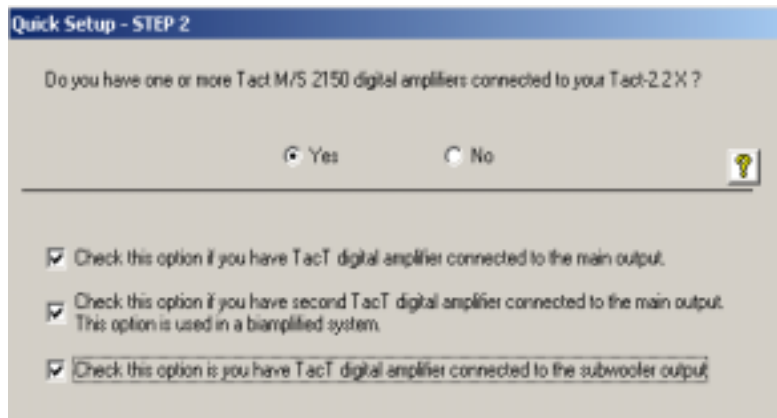 Quick Setup - STEP 2
Do you have one or more Tact M/S 2150 digital amplifiers connected to your Tact-2.2 X ?
Yes No
?
Check this option if you have TacT digital amplifier connected to the main output.
Check this option if you have second TacT digital amplifier connected to the main output.
This option is used in a biamplified system.
Check this option is you have TacT digital amplifier connected to the subwoofer output